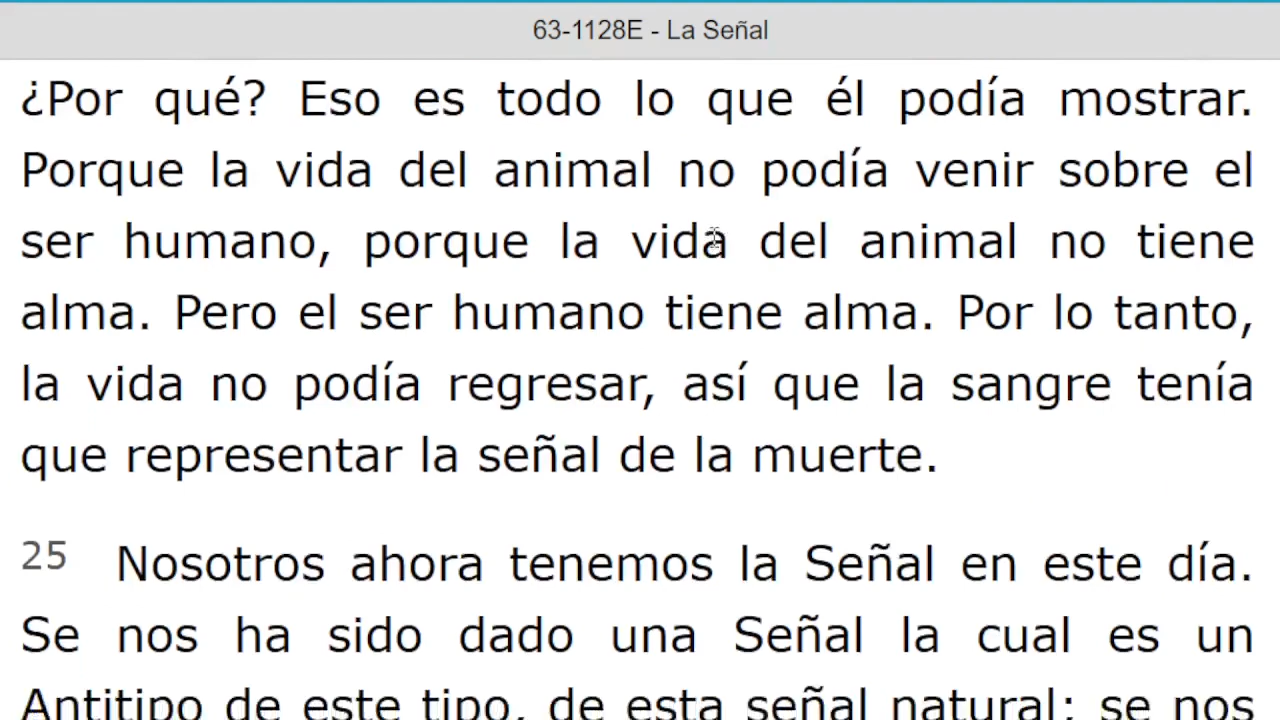 63-1128E - La Señal
¿Por qué? Eso es todo lo que él podía mostrar.
Porque la vida del animal no podía venir sobre el
ser humano, porque la vida del animal no tiene
alma. Pero el ser humano tiene alma. Por lo tanto,
la vida no podía regresar, así que la sangre tenía
que representar la señal de la muerte.
25 Nosotros ahora tenemos la Señal en este día.
Se nos ha sido dado una Señal la cual es un
Antitipo de este tipo, de esta señal natural; se nos